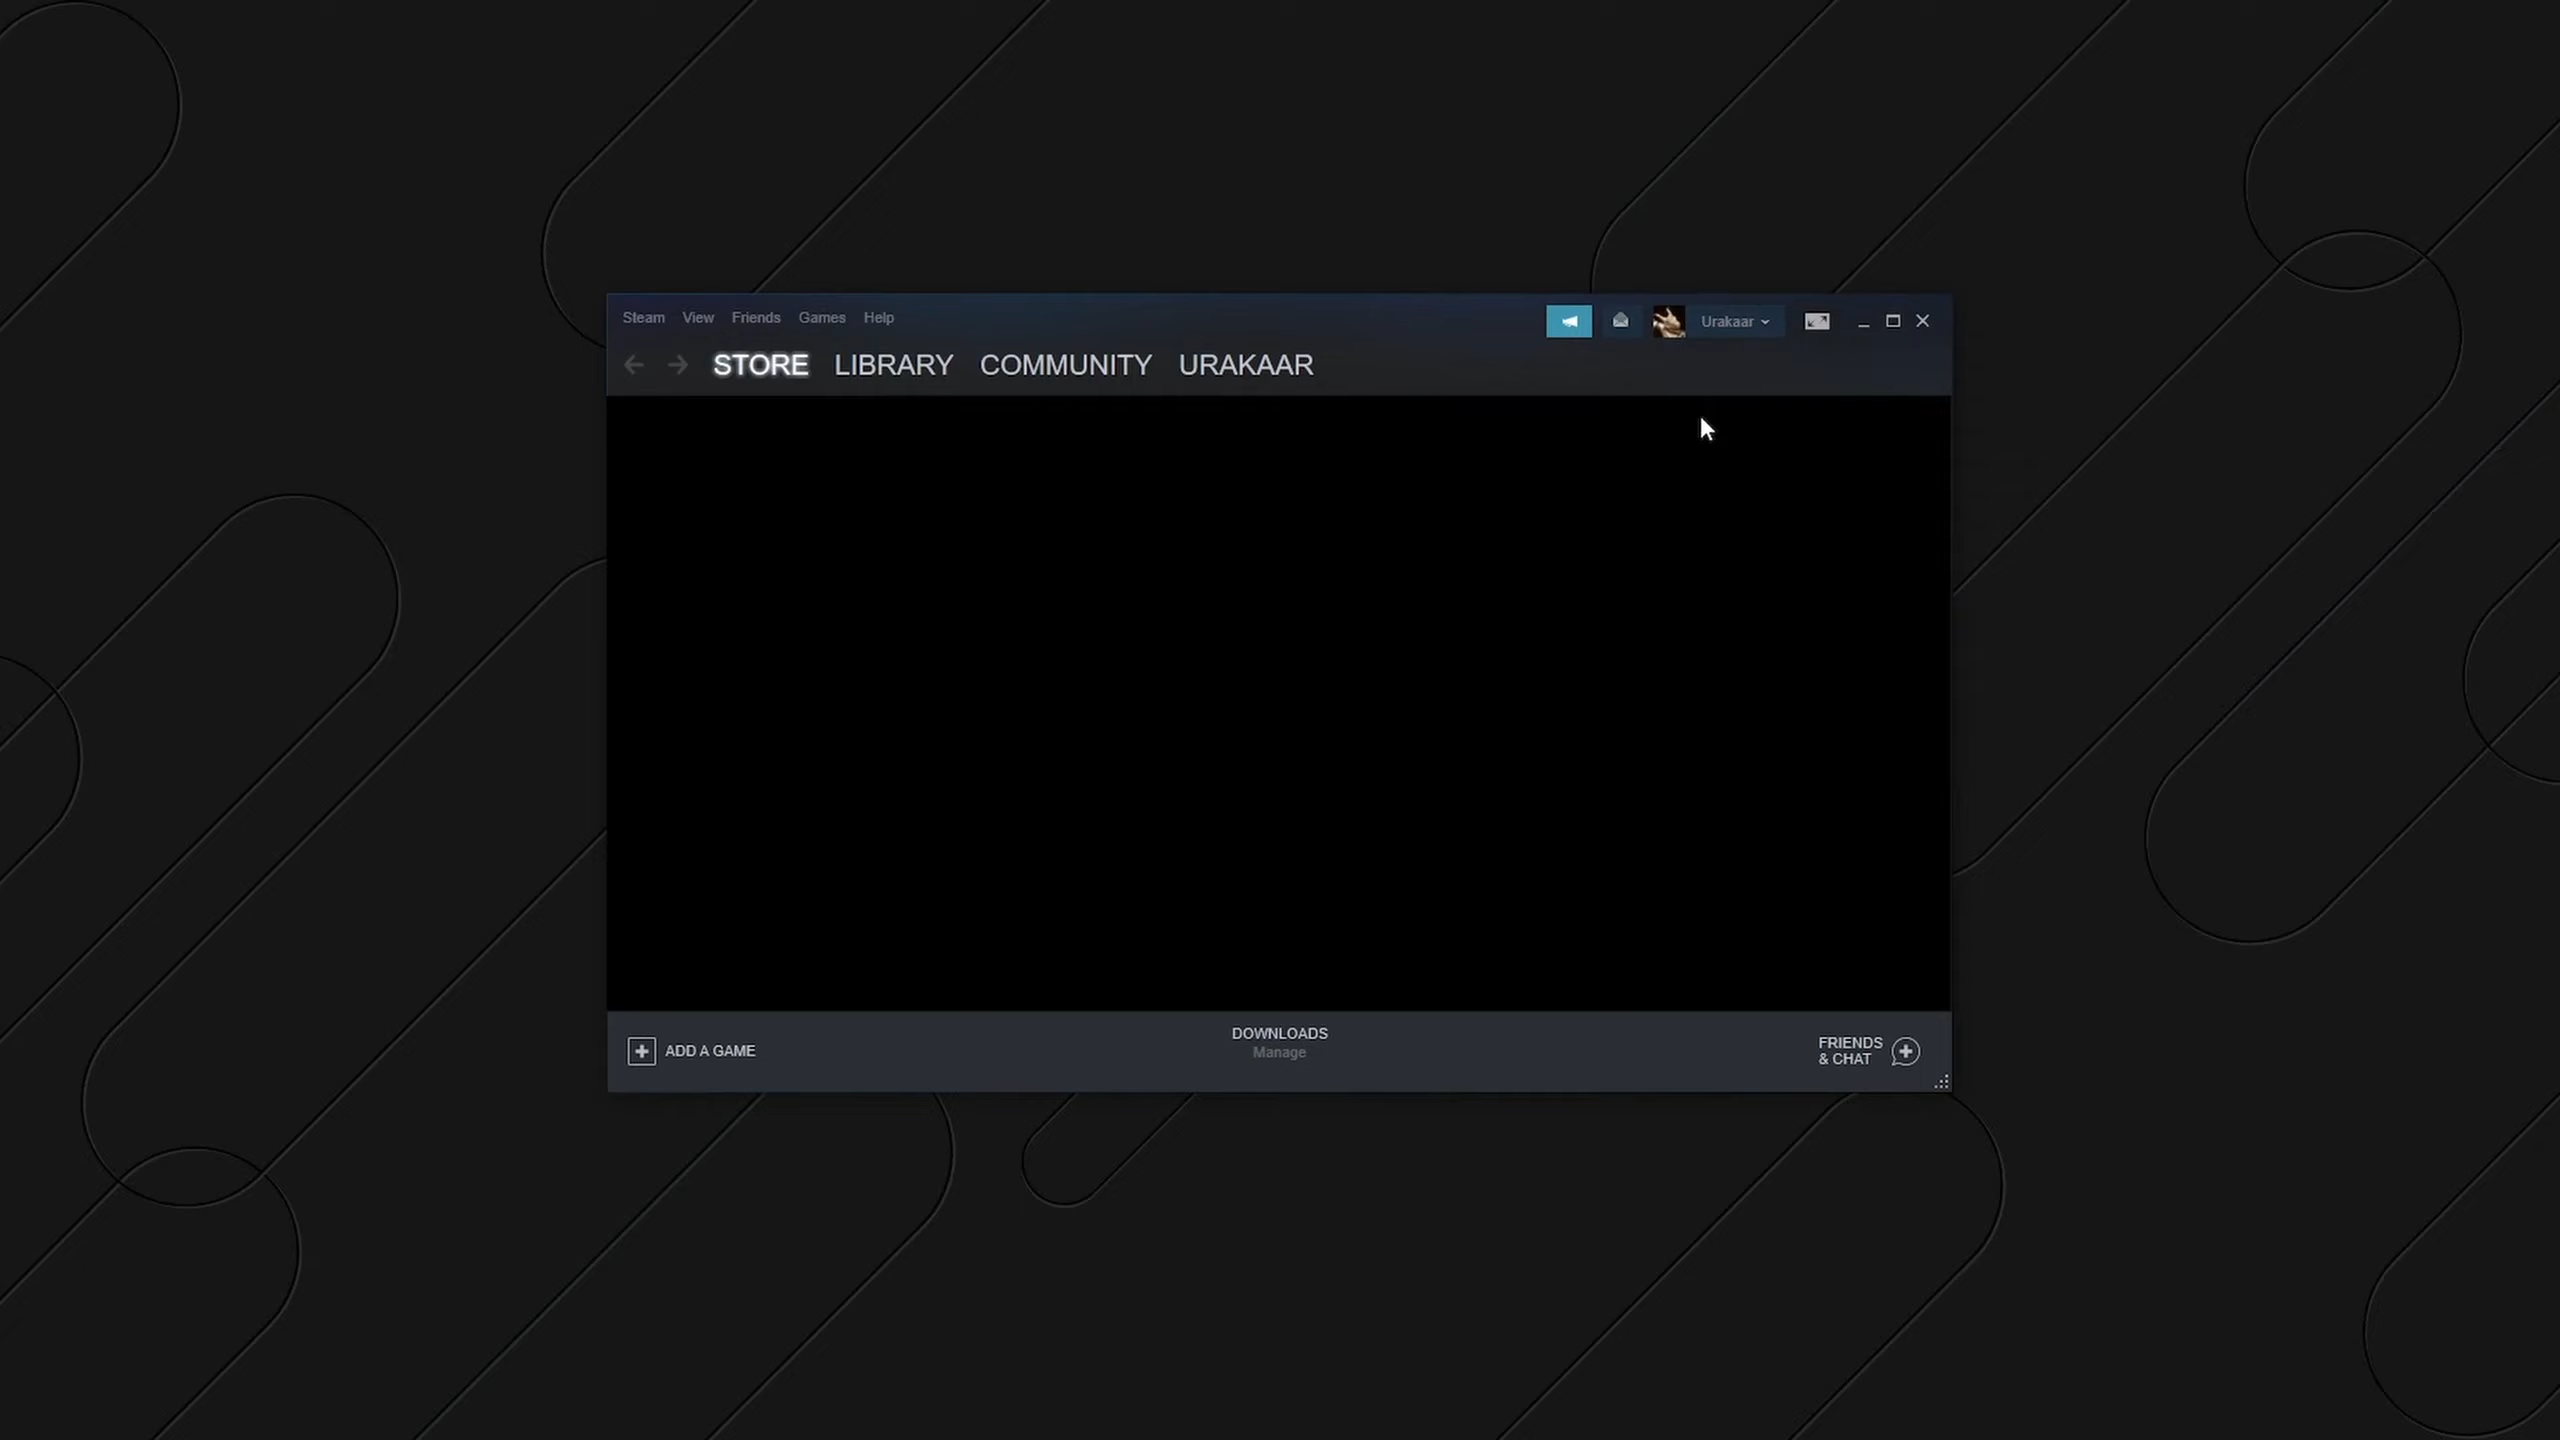 Steam View Friends Games Help
Urakaar
STORE LIBRARY COMMUNITY URAKAAR
ADD A GAME
DOWNLOADS
Manage
FRIENDS
& CHAT